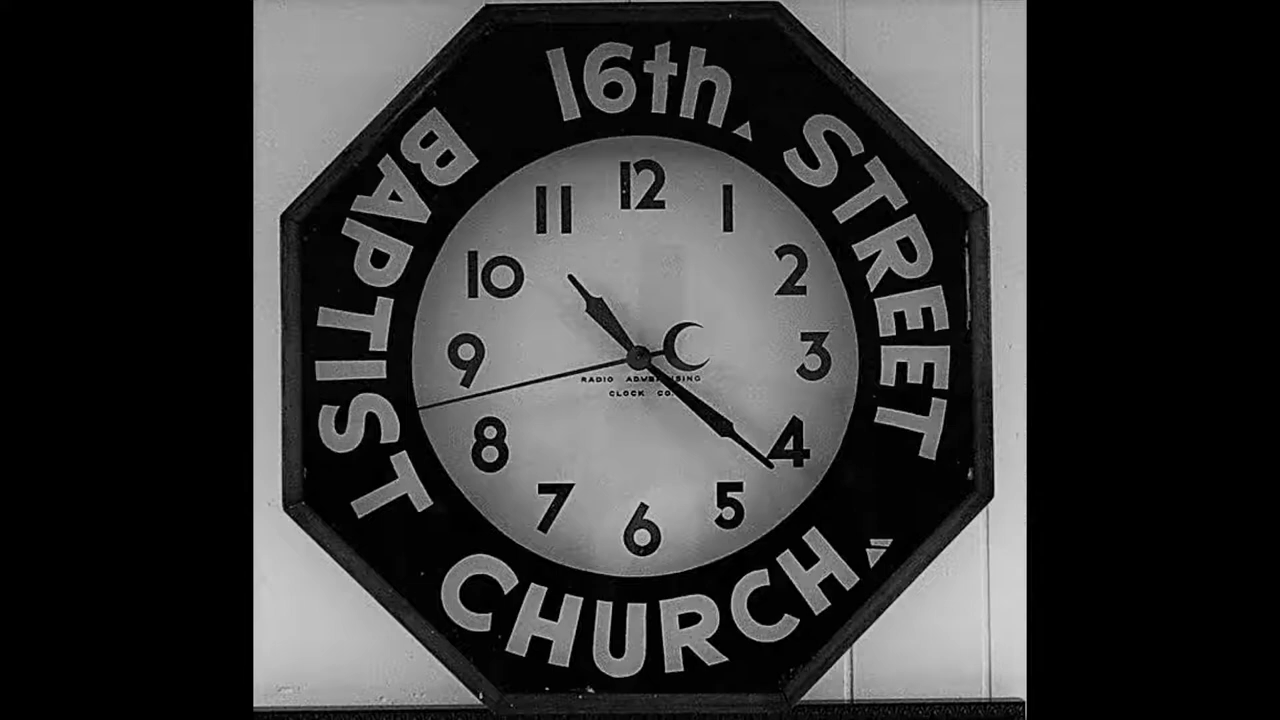 16th. STREET
BAPTIST
CHURCH.
12
1
2
3
4
5
6
7
8
9
10
11
RADIO ADVERTISING
CLOCK CO.